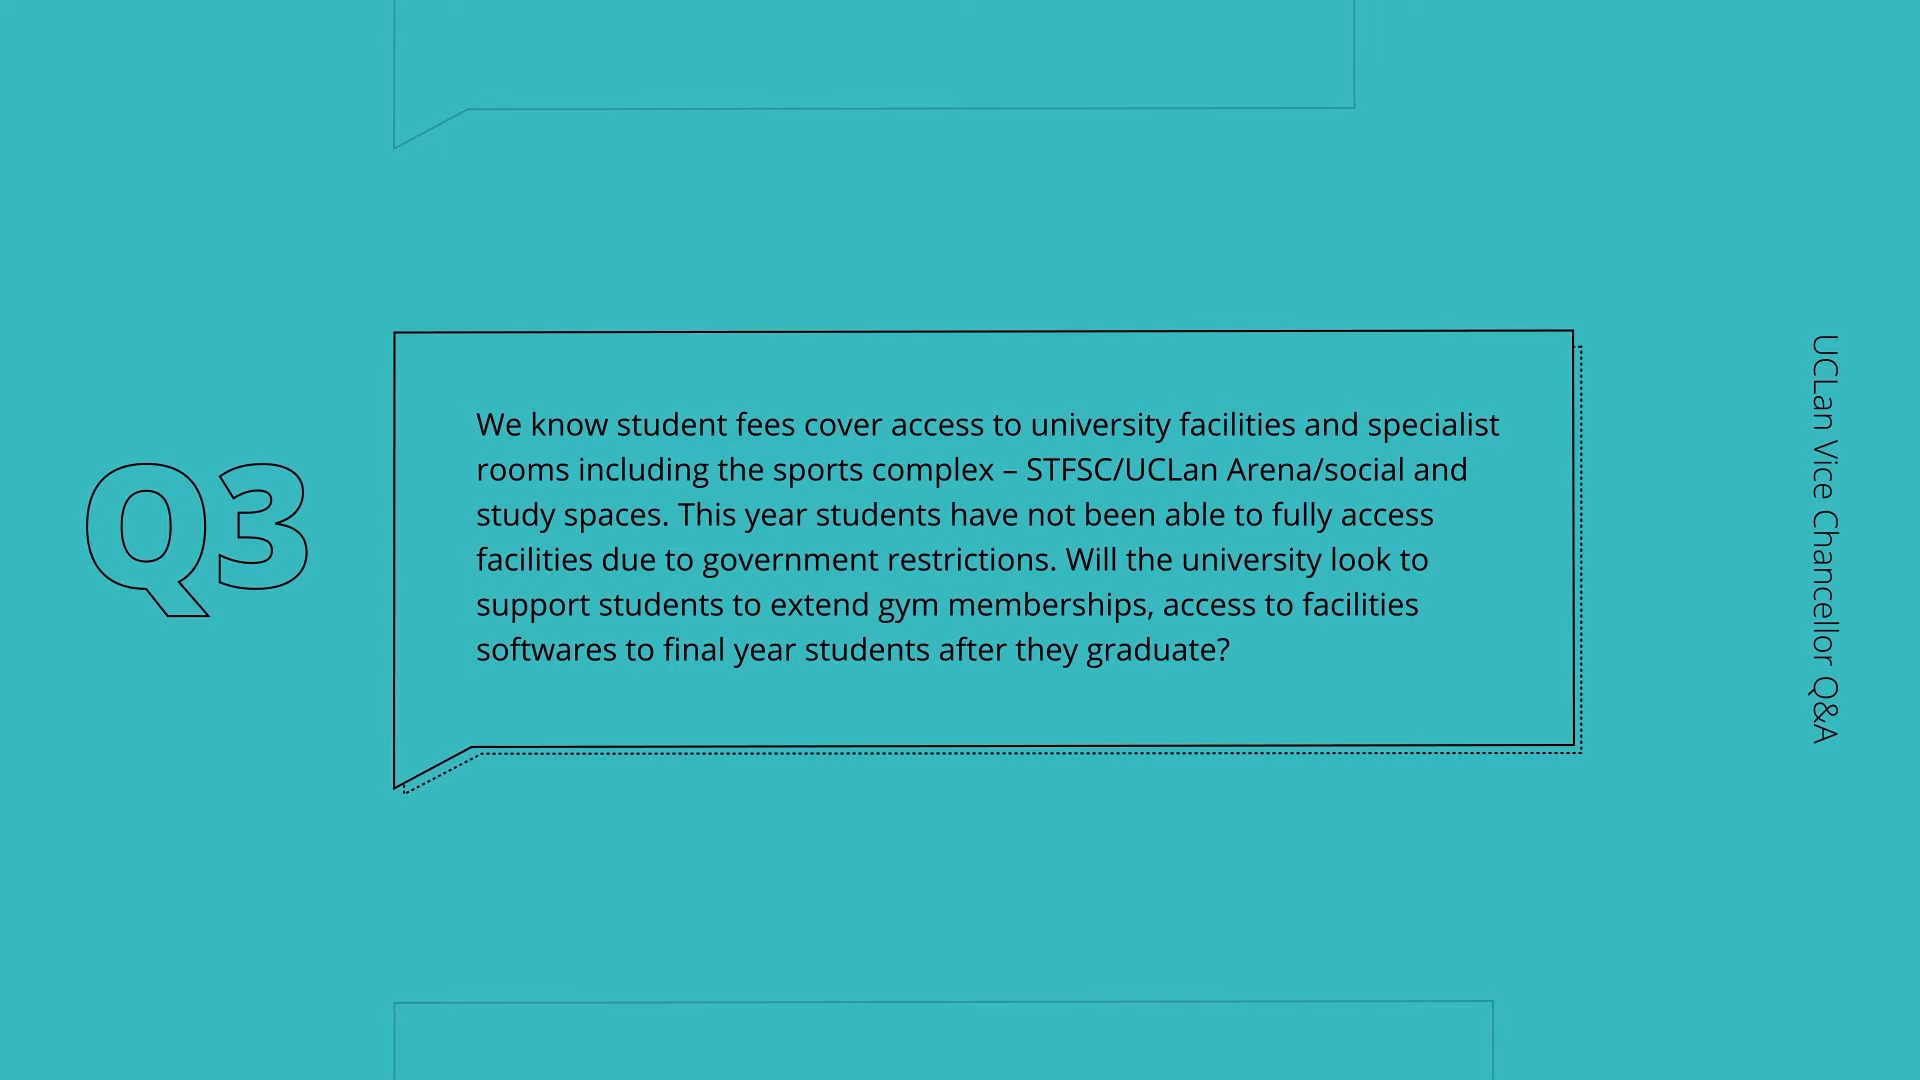 Q3
We know student fees cover access to university facilities and specialist
rooms including the sports complex – STFSC/UCLan Arena/social and
study spaces. This year students have not been able to fully access
facilities due to government restrictions. Will the university look to
support students to extend gym memberships, access to facilities
softwares to final year students after they graduate?
UCLan Vice Chancellor Q&A